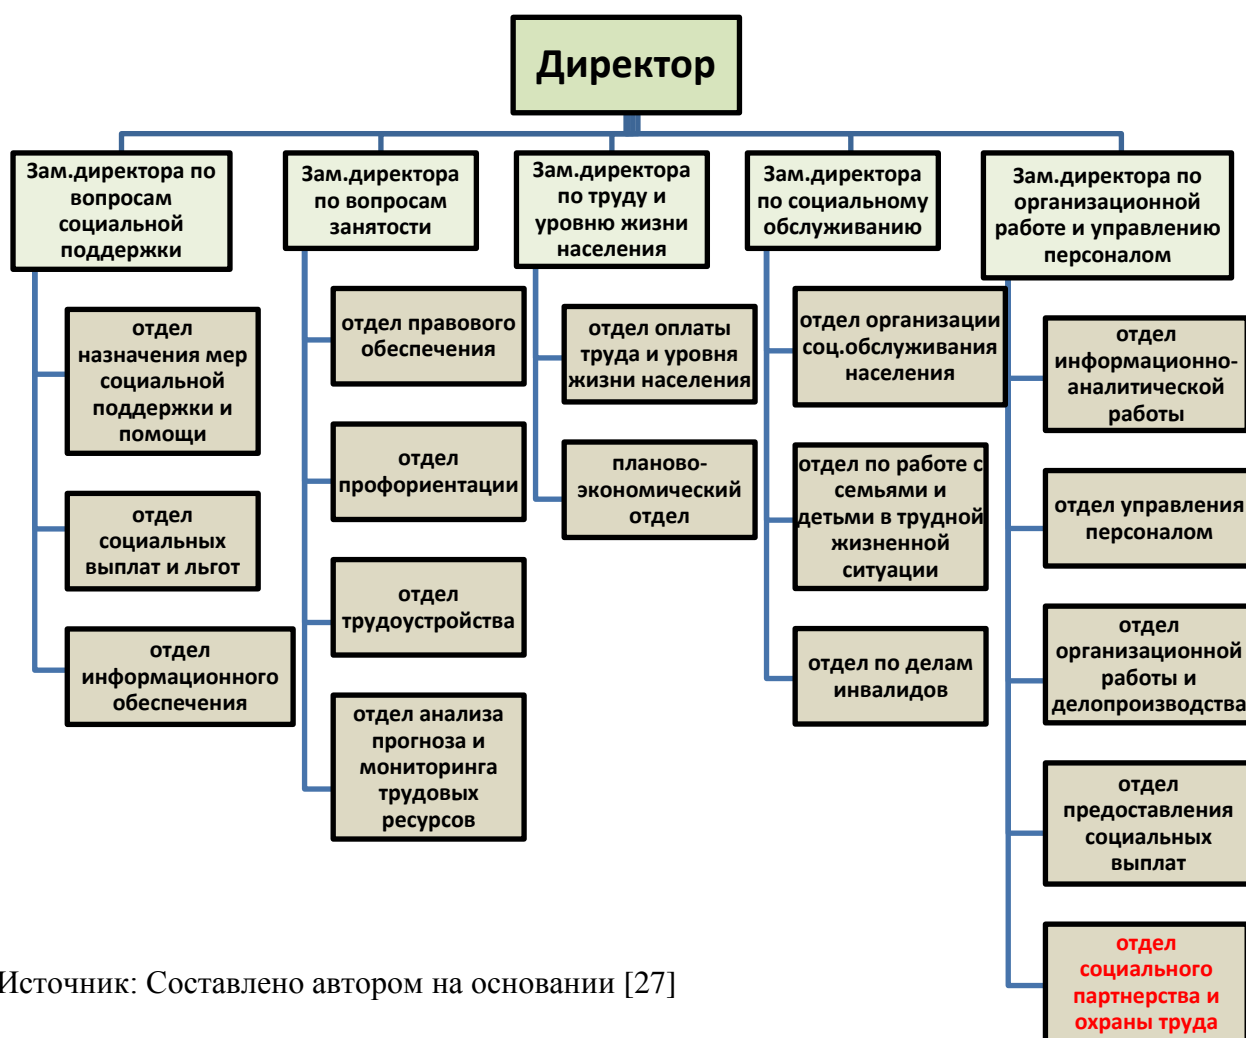 Директор
Зам.директора по
вопросам
социальной
поддержки
отдел
назначения мер
социальной
поддержки и
помощи
отдел
социальных
выплат и льгот
отдел
информационного
обеспечения
Зам.директора
по вопросам
занятости
отдел правового
обеспечения
отдел
профориентации
отдел
трудоустройства
отдел анализа
прогноза и
мониторинга
трудовых
ресурсов
Зам.директора
по труду и
уровню жизни
населения
отдел оплаты
труда и уровня
жизни населения
планово-
экономический
отдел
Зам.директора
по социальному
обслуживанию
отдел организации
соц.обслуживания
населения
отдел по работе с
семьями и
детьми в трудной
жизненной
ситуации
отдел по делам
инвалидов
Зам.директора по
организационной
работе и управлению
персоналом
отдел
информационно-
аналитической
работы
отдел управления
персоналом
отдел
организационной
работы и
делопроизводства
отдел
предоставления
социальных
выплат
отдел
социального
партнерства и
охраны труда
Источник: Составлено автором на основании [27]